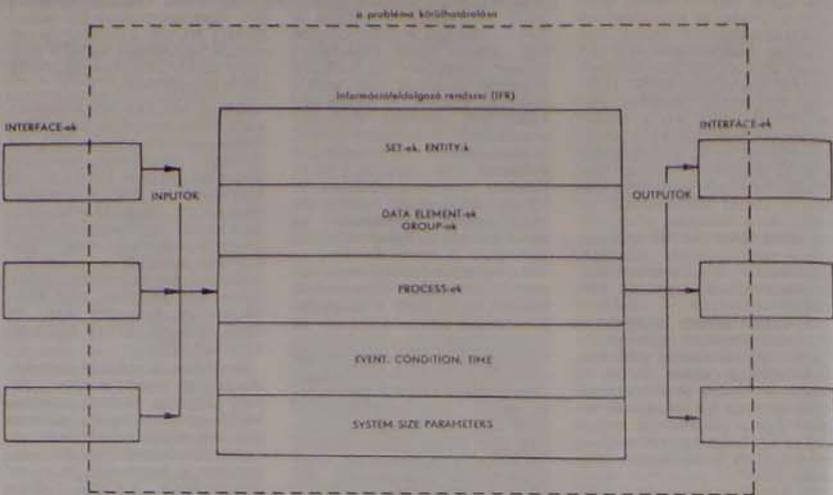 a probléma körülhatárolása
Információfeldolgozó rendszer (IFR)
INTERFACE-ek
INTERFACE-ek
SET-ek, ENTITY-k
INPUTOK
OUTPUTOK
DATA ELEMENT-ek
GROUP-ok
PROCESS-ek
EVENT, CONDITION, TIME
SYSTEM SIZE PARAMETERS